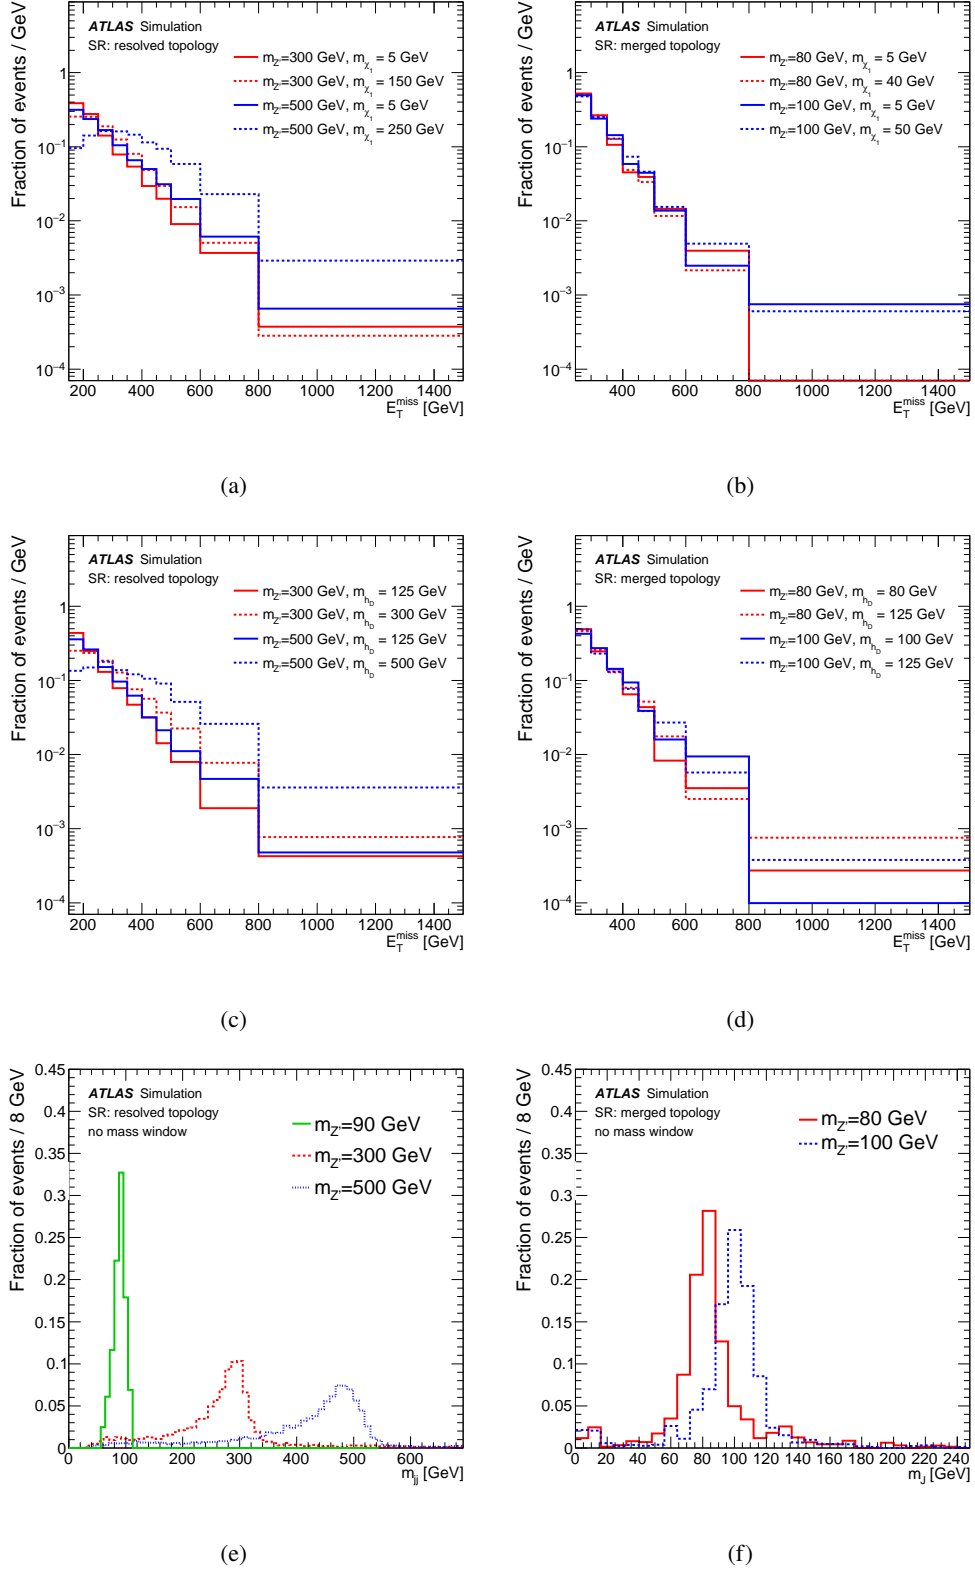 Fraction of events / GeV
ATLAS Simulation
SR: resolved topology
m_Z'=300 GeV, m_χ₁ = 5 GeV
m_Z'=300 GeV, m_χ₁ = 150 GeV
m_Z'=500 GeV, m_χ₁ = 5 GeV
m_Z'=500 GeV, m_χ₁ = 250 GeV
1
10⁻¹
10⁻²
10⁻³
10⁻⁴
200 400 600 800 1000 1200 1400
E_T^miss [GeV]
(a)
Fraction of events / GeV
ATLAS Simulation
SR: merged topology
m_Z'=80 GeV, m_χ₁ = 5 GeV
m_Z'=80 GeV, m_χ₁ = 40 GeV
m_Z'=100 GeV, m_χ₁ = 5 GeV
m_Z'=100 GeV, m_χ₁ = 50 GeV
1
10⁻¹
10⁻²
10⁻³
10⁻⁴
400 600 800 1000 1200 1400
E_T^miss [GeV]
(b)
Fraction of events / GeV
ATLAS Simulation
SR: resolved topology
m_Z'=300 GeV, m_h_D = 125 GeV
m_Z'=300 GeV, m_h_D = 300 GeV
m_Z'=500 GeV, m_h_D = 125 GeV
m_Z'=500 GeV, m_h_D = 500 GeV
1
10⁻¹
10⁻²
10⁻³
10⁻⁴
200 400 600 800 1000 1200 1400
E_T^miss [GeV]
(c)
Fraction of events / GeV
ATLAS Simulation
SR: merged topology
m_Z'=80 GeV, m_h_D = 80 GeV
m_Z'=80 GeV, m_h_D = 125 GeV
m_Z'=100 GeV, m_h_D = 100 GeV
m_Z'=100 GeV, m_h_D = 125 GeV
1
10⁻¹
10⁻²
10⁻³
10⁻⁴
400 600 800 1000 1200 1400
E_T^miss [GeV]
(d)
Fraction of events / 8 GeV
ATLAS Simulation
SR: resolved topology
no mass window
m_Z'=90 GeV
m_Z'=300 GeV
m_Z'=500 GeV
0.45
0.4
0.35
0.3
0.25
0.2
0.15
0.1
0.05
0
0 100 200 300 400 500 600
m_jj [GeV]
(e)
Fraction of events / 8 GeV
ATLAS Simulation
SR: merged topology
no mass window
m_Z'=80 GeV
m_Z'=100 GeV
0.45
0.4
0.35
0.3
0.25
0.2
0.15
0.1
0.05
0
0 20 40 60 80 100 120 140 160 180 200 220 240
m_J [GeV]
(f)